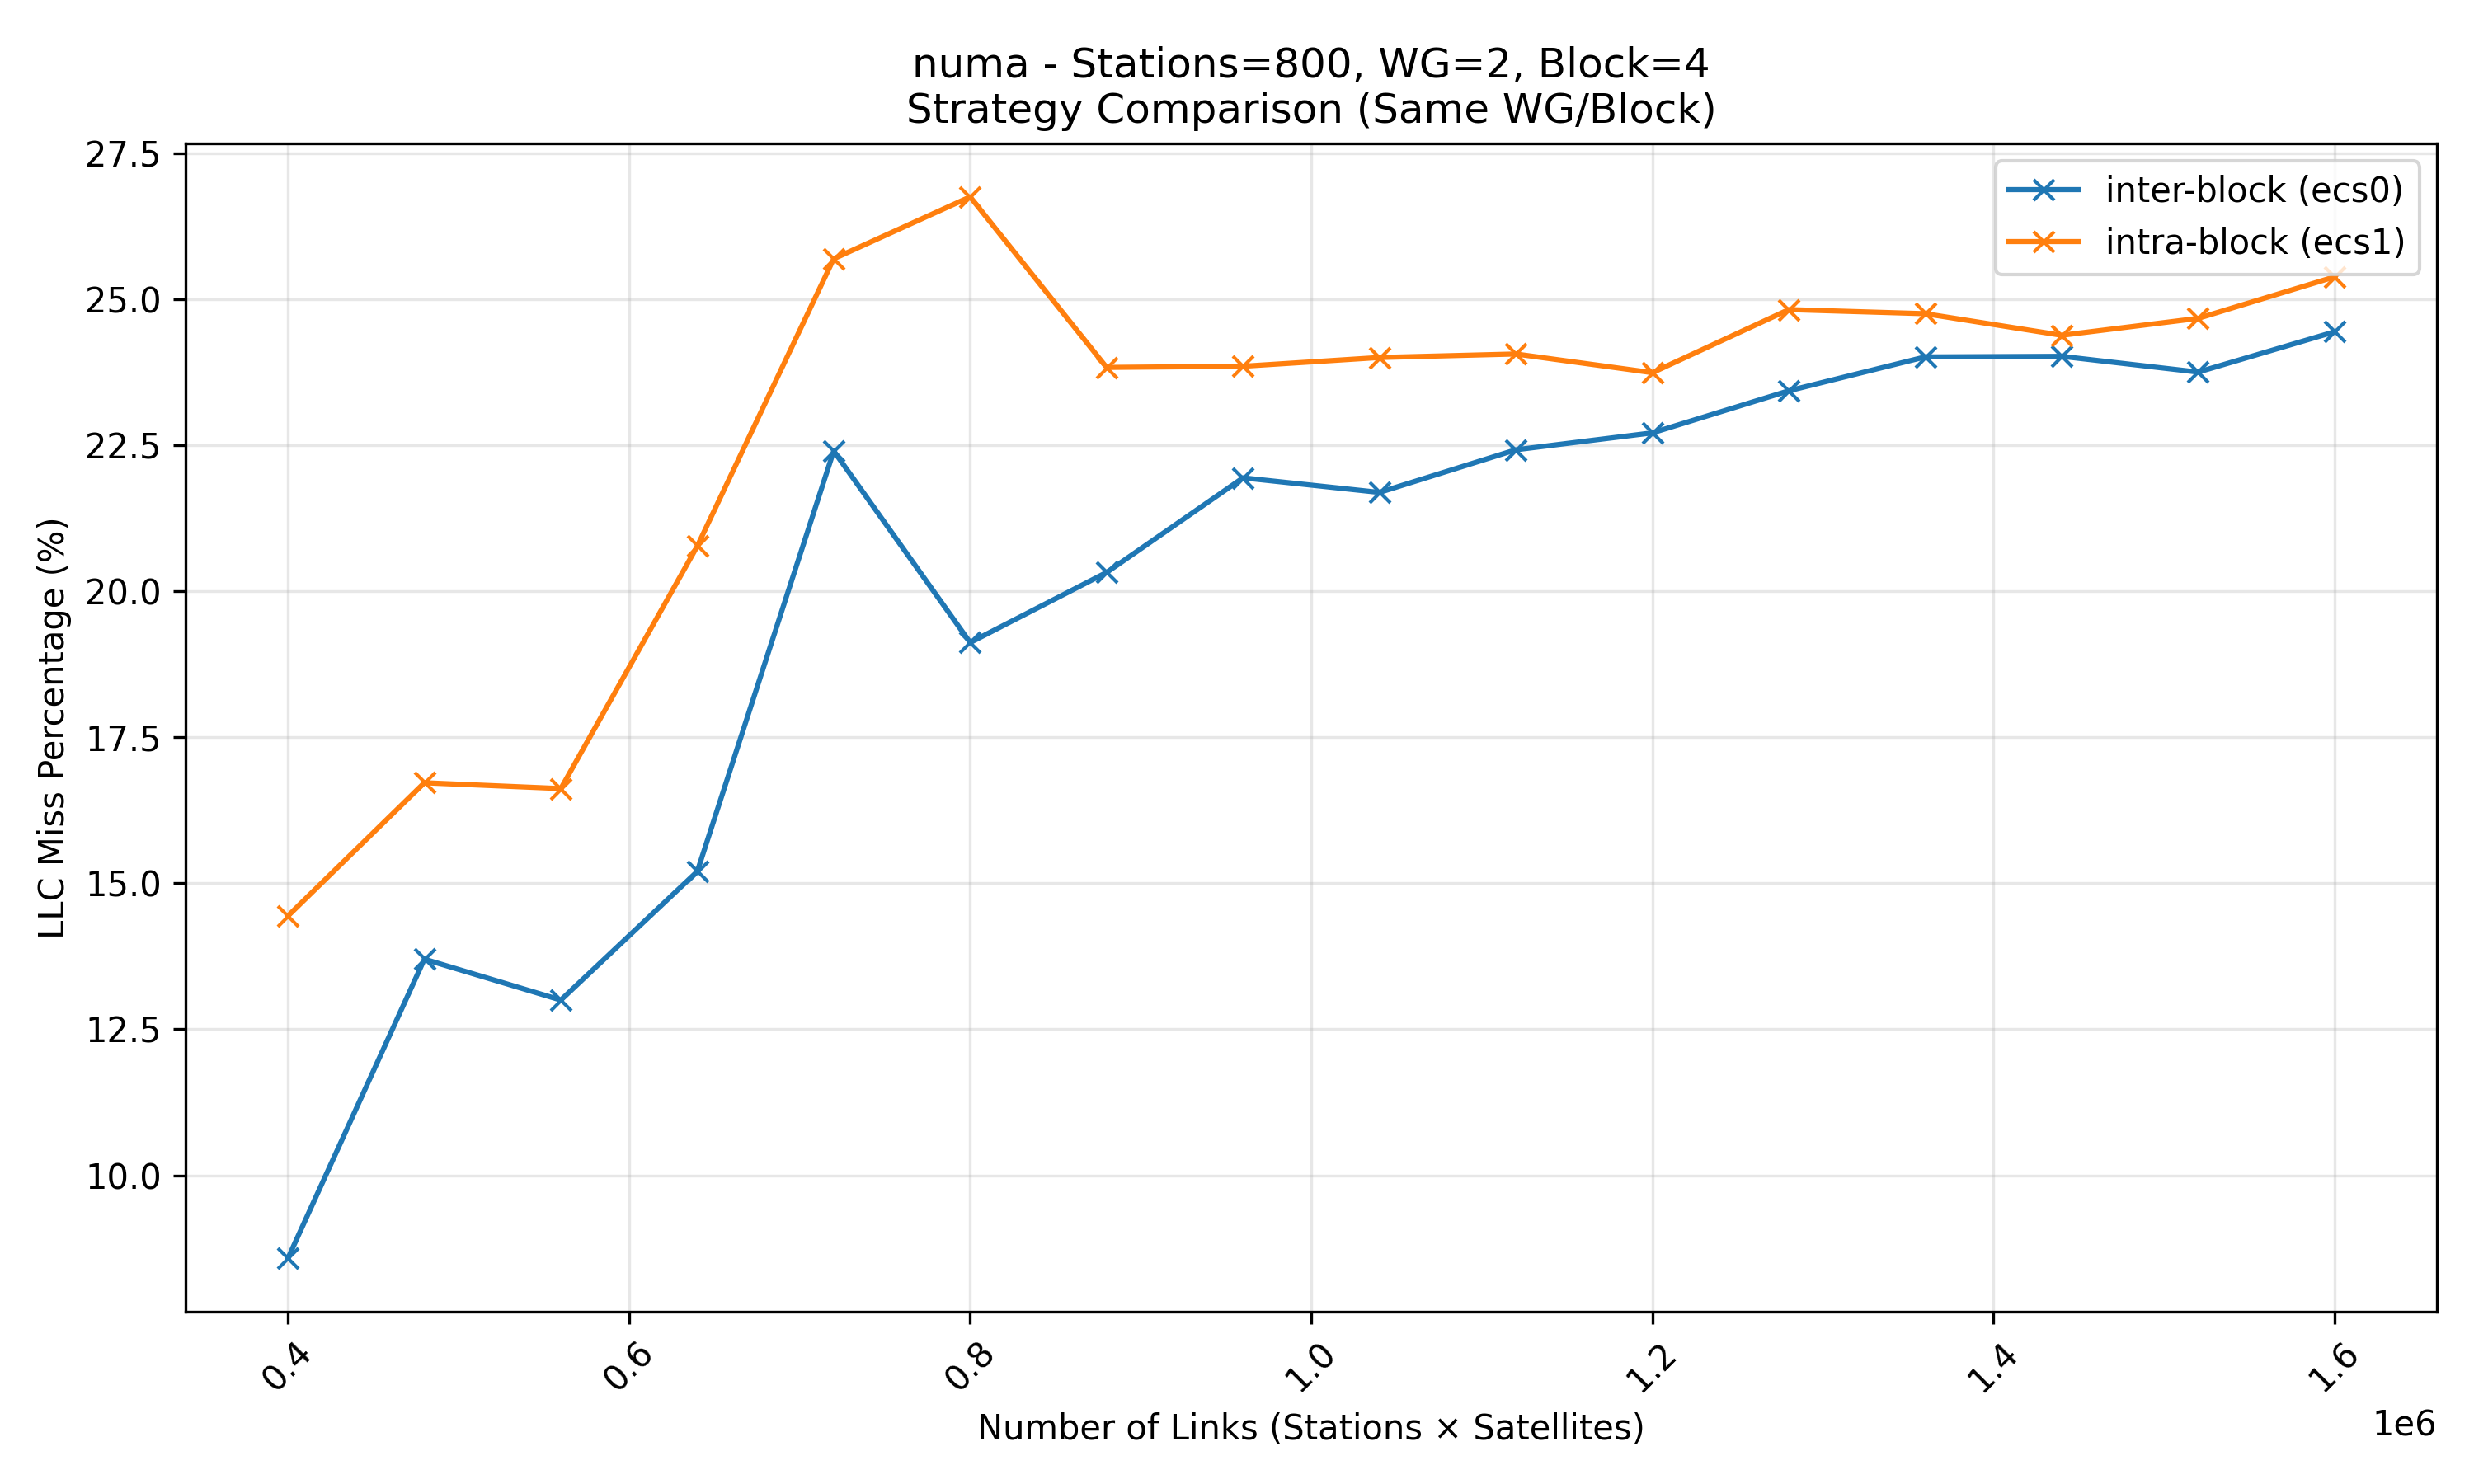 numa - Stations=800, WG=2, Block=4
Strategy Comparison (Same WG/Block)
inter-block (ecs0)
intra-block (ecs1)
LLC Miss Percentage (%)
27.5
25.0
22.5
20.0
17.5
15.0
12.5
10.0
0.4
0.6
0.8
1.0
1.2
1.4
1.6
1e6
Number of Links (Stations × Satellites)